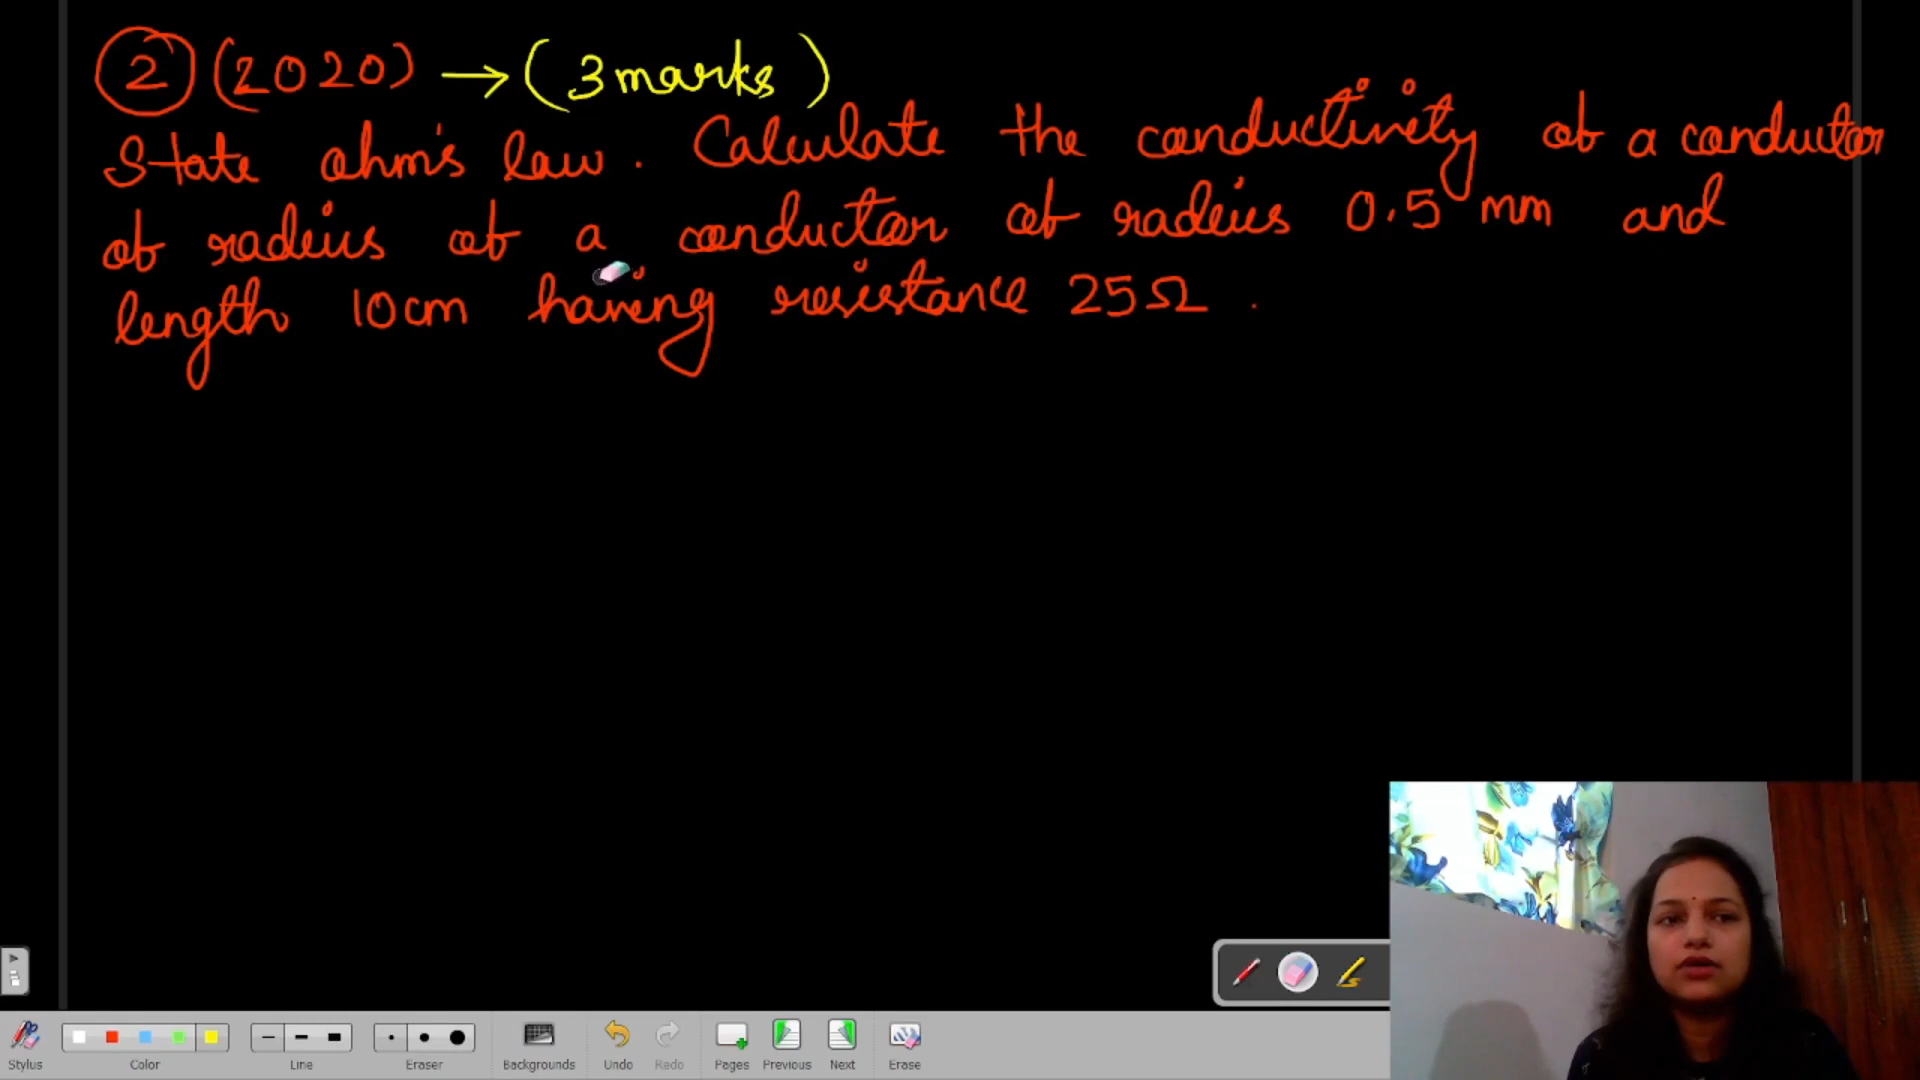 2 (2020) → (3 marks)
State ohm's law. Calculate the conductivity of a conductor
of radius of a conductor of radius 0.5 mm and
length 10cm having resistance 25Ω.
Stylus Color Line Eraser Backgrounds Undo Redo Pages Previous Next Erase